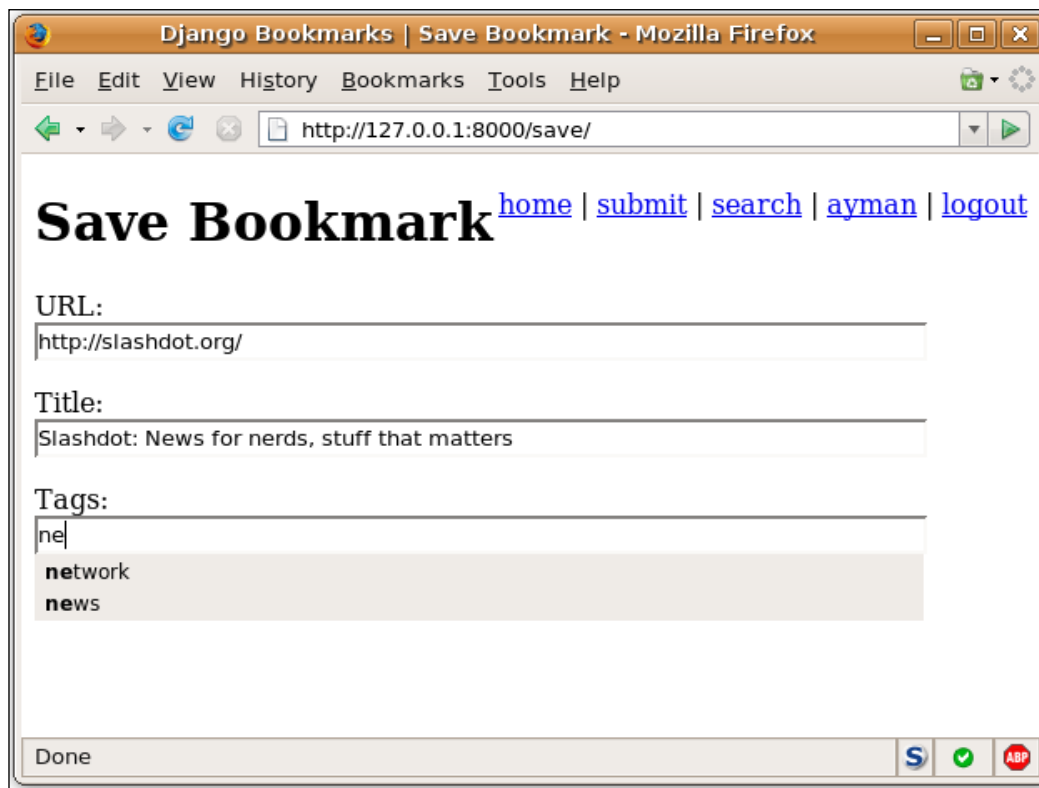 Django Bookmarks | Save Bookmark - Mozilla Firefox
File Edit View History Bookmarks Tools Help
http://127.0.0.1:8000/save/
Save Bookmark
home | submit | search | ayman | logout
URL:
http://slashdot.org/
Title:
Slashdot: News for nerds, stuff that matters
Tags:
ne
network
news
Done
S
ABP